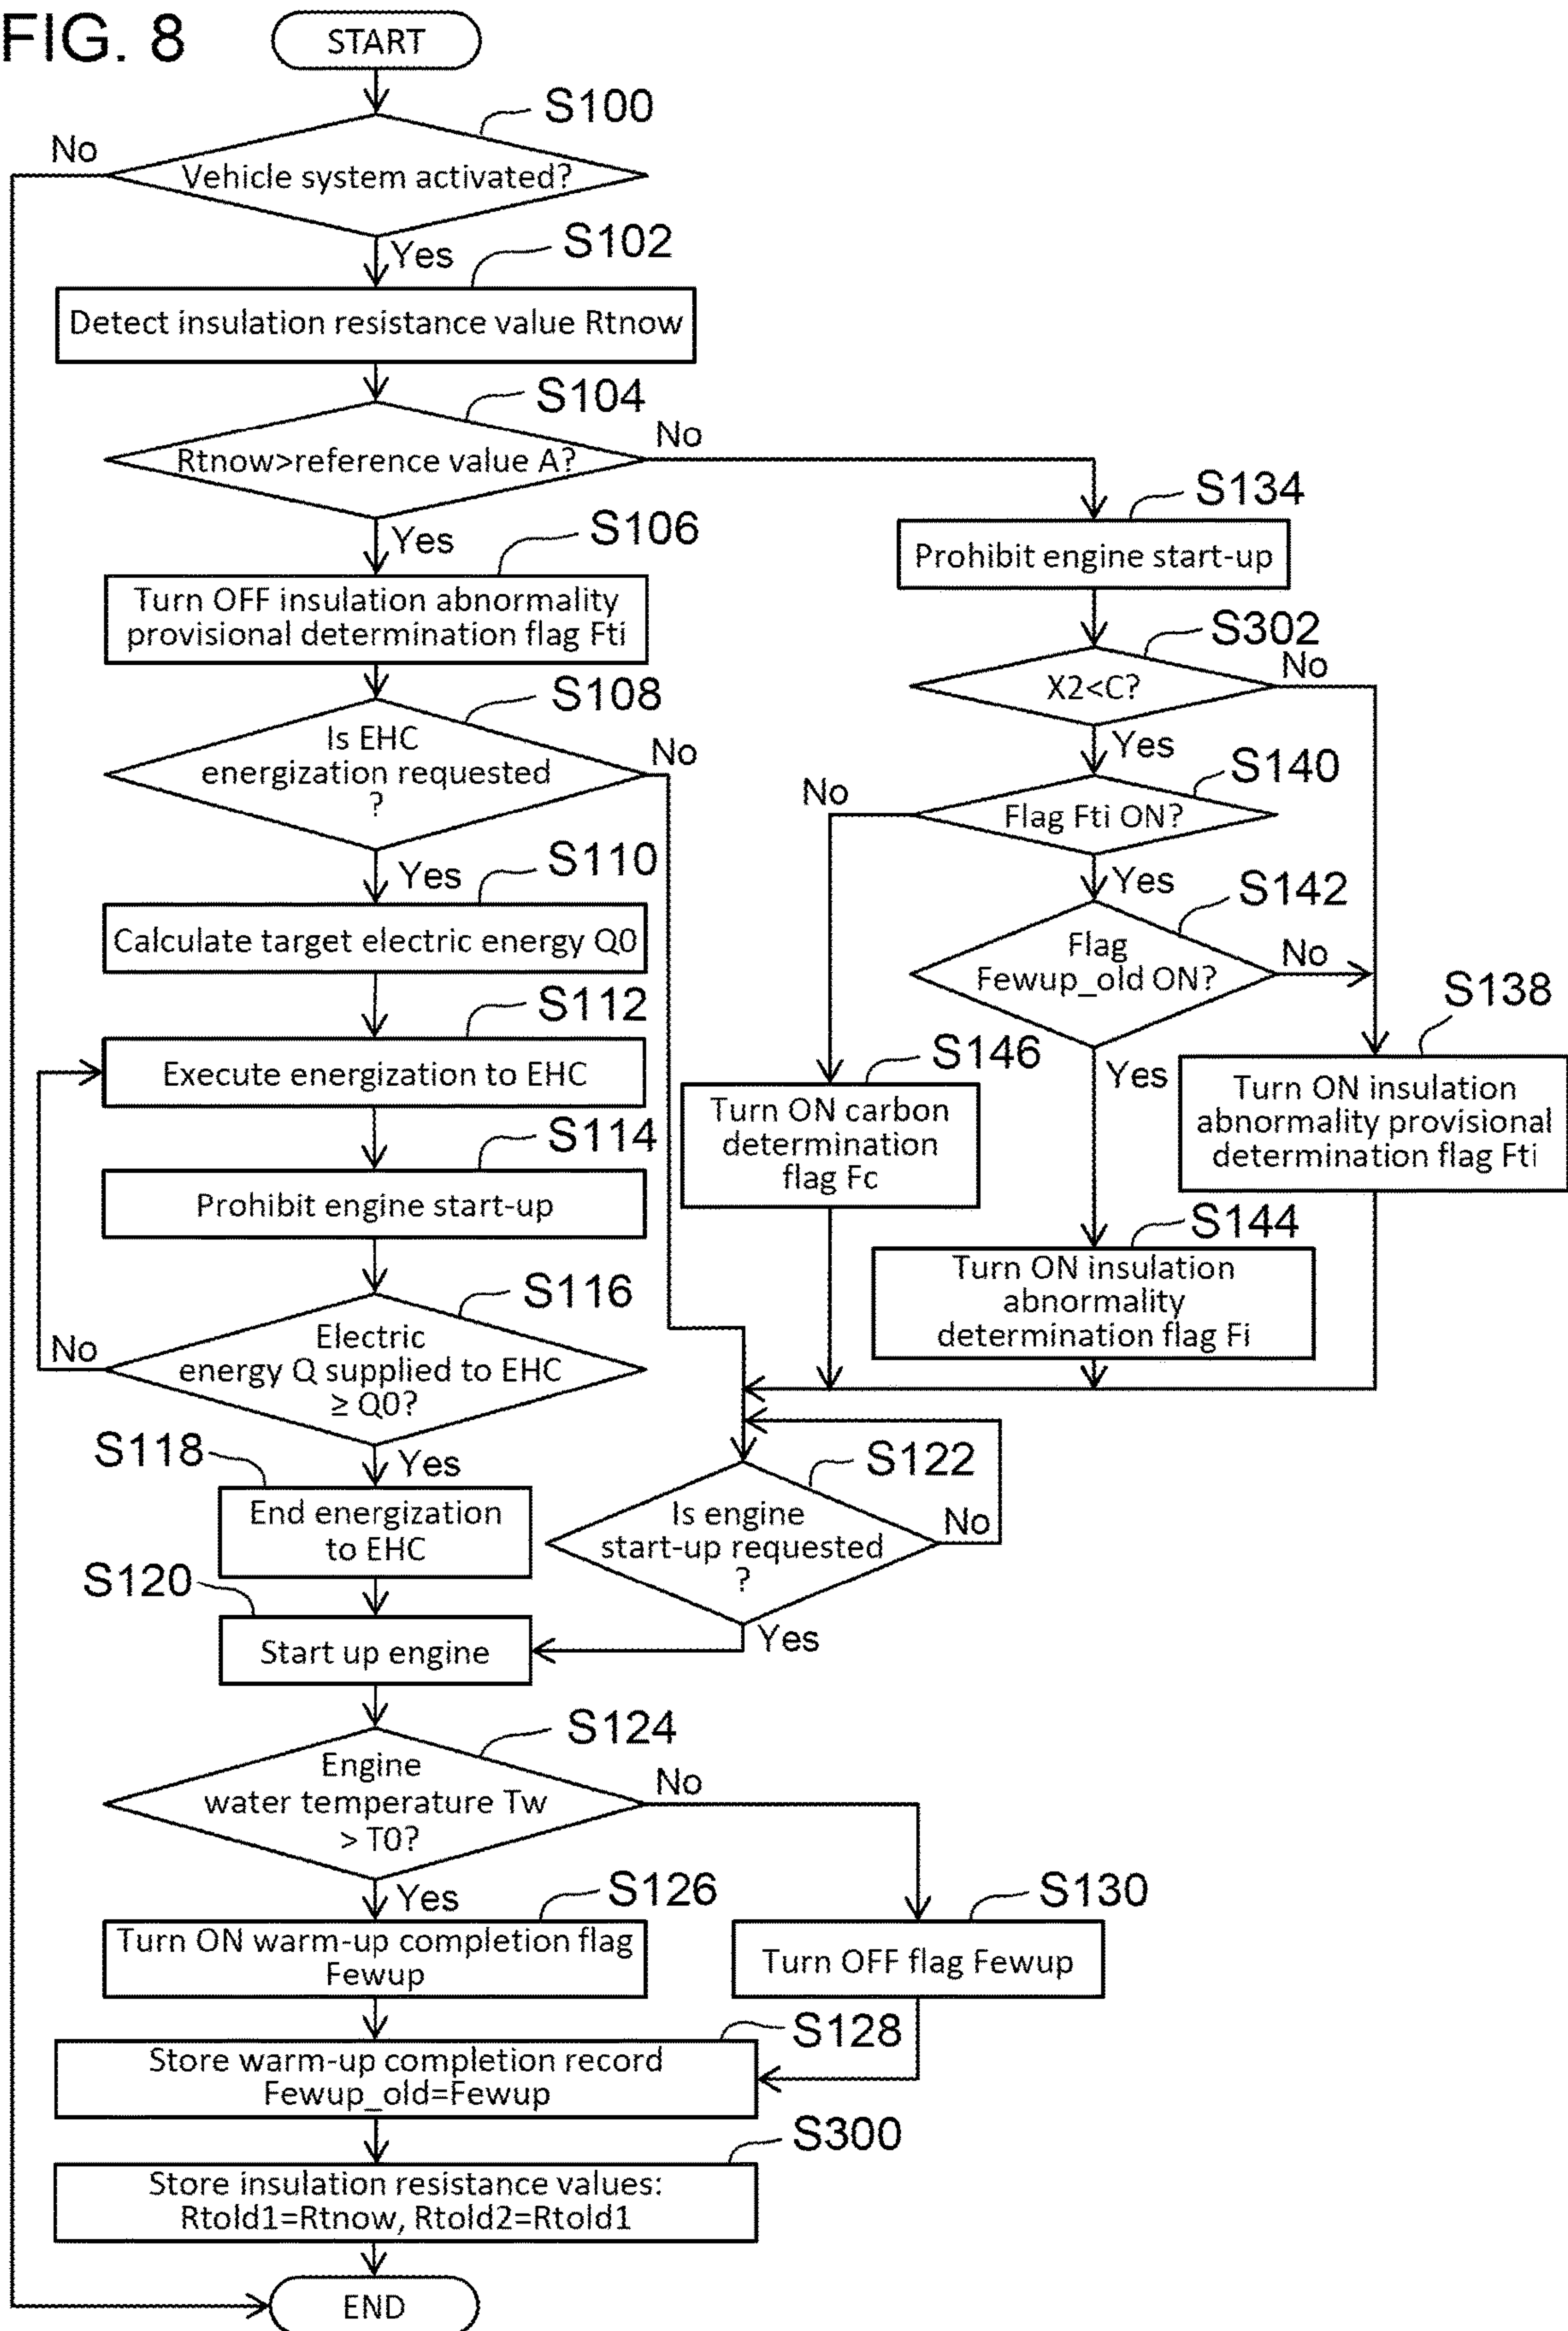 FIG. 8
START
S100
No
Vehicle system activated?
Yes
S102
Detect insulation resistance value Rtnow
S104
No
Rtnow>reference value A?
Yes
S106
Turn OFF insulation abnormality
provisional determination flag Fti
S108
Is EHC
energization requested
?
No
Yes
S110
Calculate target electric energy Q0
S112
Execute energization to EHC
S114
Prohibit engine start-up
S116
Electric
energy Q supplied to EHC
≥ Q0?
No
Yes
S118
End energization
to EHC
S120
Start up engine
S134
Prohibit engine start-up
S302
No
X2<C?
Yes
S140
No
Flag Fti ON?
Yes
S142
Flag
Fewup_old ON?
No
Yes
S138
Turn ON insulation
abnormality provisional
determination flag Fti
S146
Turn ON carbon
determination
flag Fc
S144
Turn ON insulation
abnormality
determination flag Fi
S122
Is engine
start-up requested
?
No
Yes
S124
Engine
water temperature Tw
> T0?
No
Yes
S126
Turn ON warm-up completion flag
Fewup
S130
Turn OFF flag Fewup
S128
Store warm-up completion record
Fewup_old=Fewup
S300
Store insulation resistance values:
Rtold1=Rtnow, Rtold2=Rtold1
END